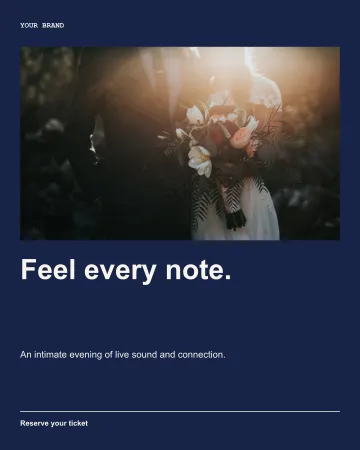 YOUR BRAND
Feel every note.
An intimate evening of live sound and connection.
Reserve your ticket